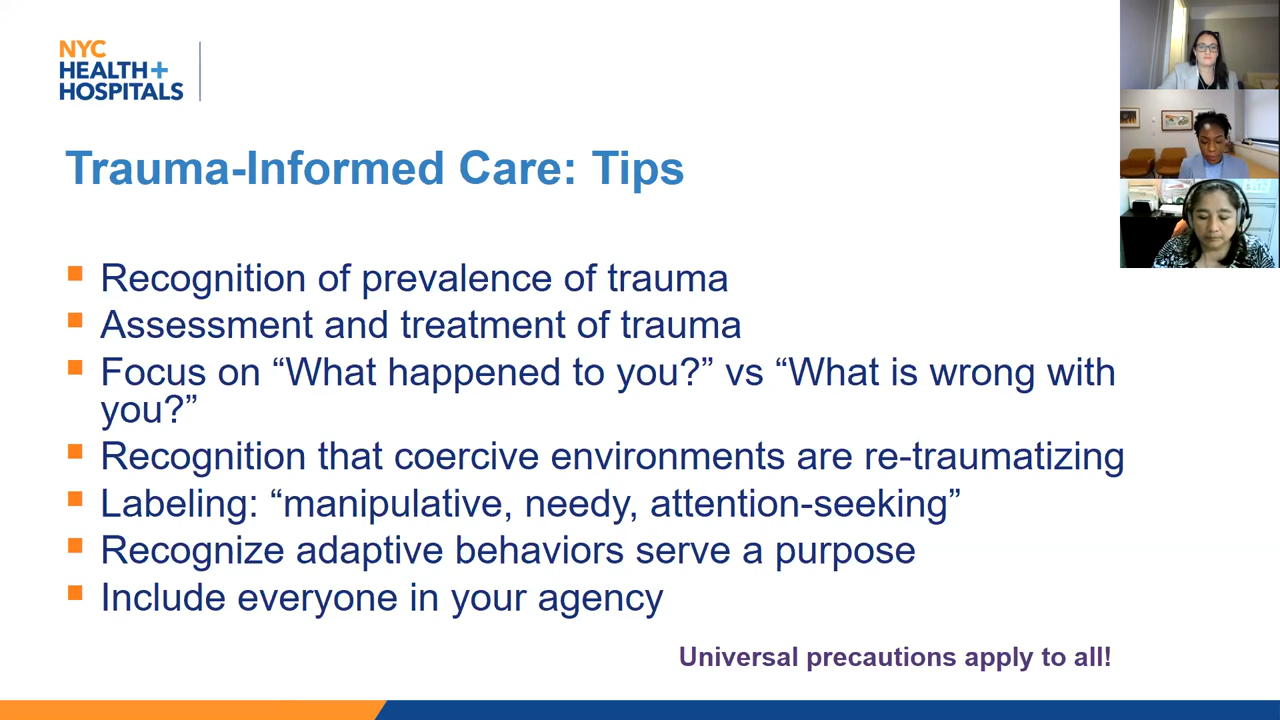 NYC
HEALTH+
HOSPITALS
Trauma-Informed Care: Tips
Recognition of prevalence of trauma
Assessment and treatment of trauma
Focus on “What happened to you?” vs “What is wrong with
you?”
Recognition that coercive environments are re-traumatizing
Labeling: “manipulative, needy, attention-seeking”
Recognize adaptive behaviors serve a purpose
Include everyone in your agency
Universal precautions apply to all!